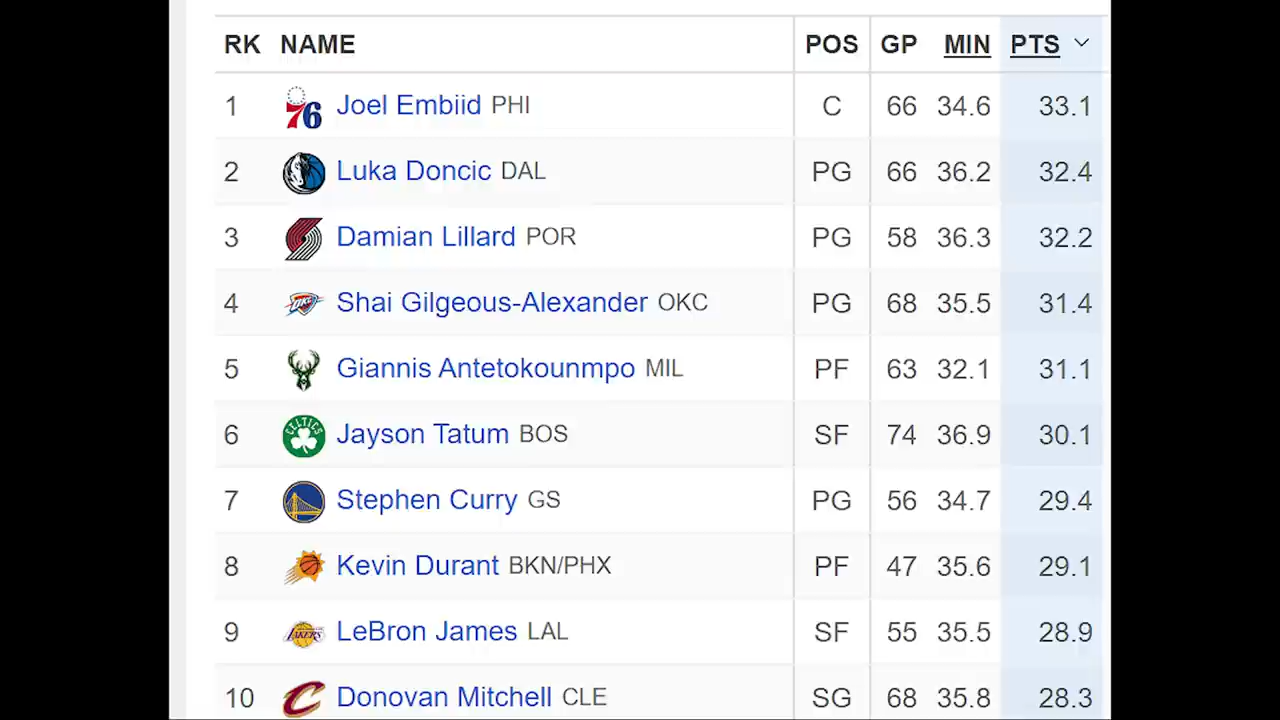 RK NAME POS GP MIN PTS
1 76 Joel Embiid PHI C 66 34.6 33.1
2 Luka Doncic DAL PG 66 36.2 32.4
3 Damian Lillard POR PG 58 36.3 32.2
4 OKC Shai Gilgeous-Alexander OKC PG 68 35.5 31.4
5 Giannis Antetokounmpo MIL PF 63 32.1 31.1
6 CELTICS Jayson Tatum BOS SF 74 36.9 30.1
7 Stephen Curry GS PG 56 34.7 29.4
8 Kevin Durant BKN/PHX PF 47 35.6 29.1
9 LAKERS LeBron James LAL SF 55 35.5 28.9
10 C Donovan Mitchell CLE SG 68 35.8 28.3